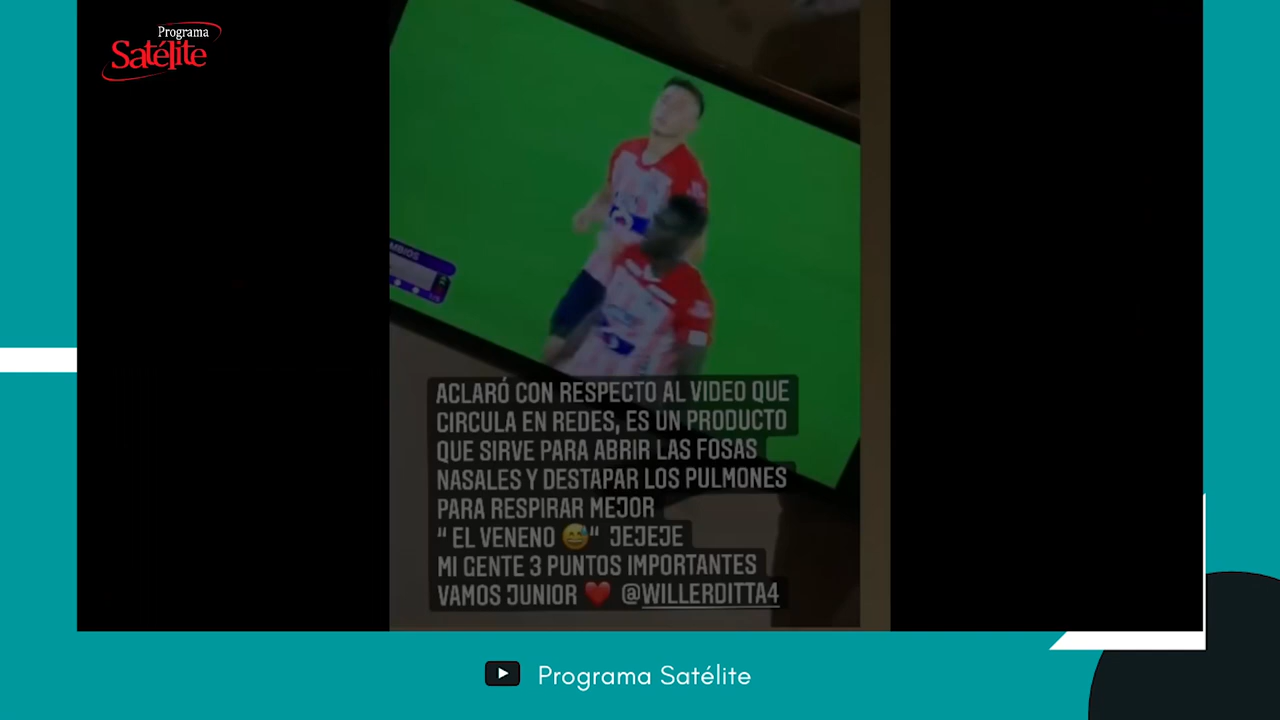 Programa
Satélite
MBIOS
ACLARÓ CON RESPECTO AL VIDEO QUE
CIRCULA EN REDES, ES UN PRODUCTO
QUE SIRVE PARA ABRIR LAS FOSAS
NASALES Y DESTAPAR LOS PULMONES
PARA RESPIRAR MEJOR
“ EL VENENO 😅“ JEJEJE
MI GENTE 3 PUNTOS IMPORTANTES
VAMOS JUNIOR ❤️ @WILLERDITTA4
Programa Satélite